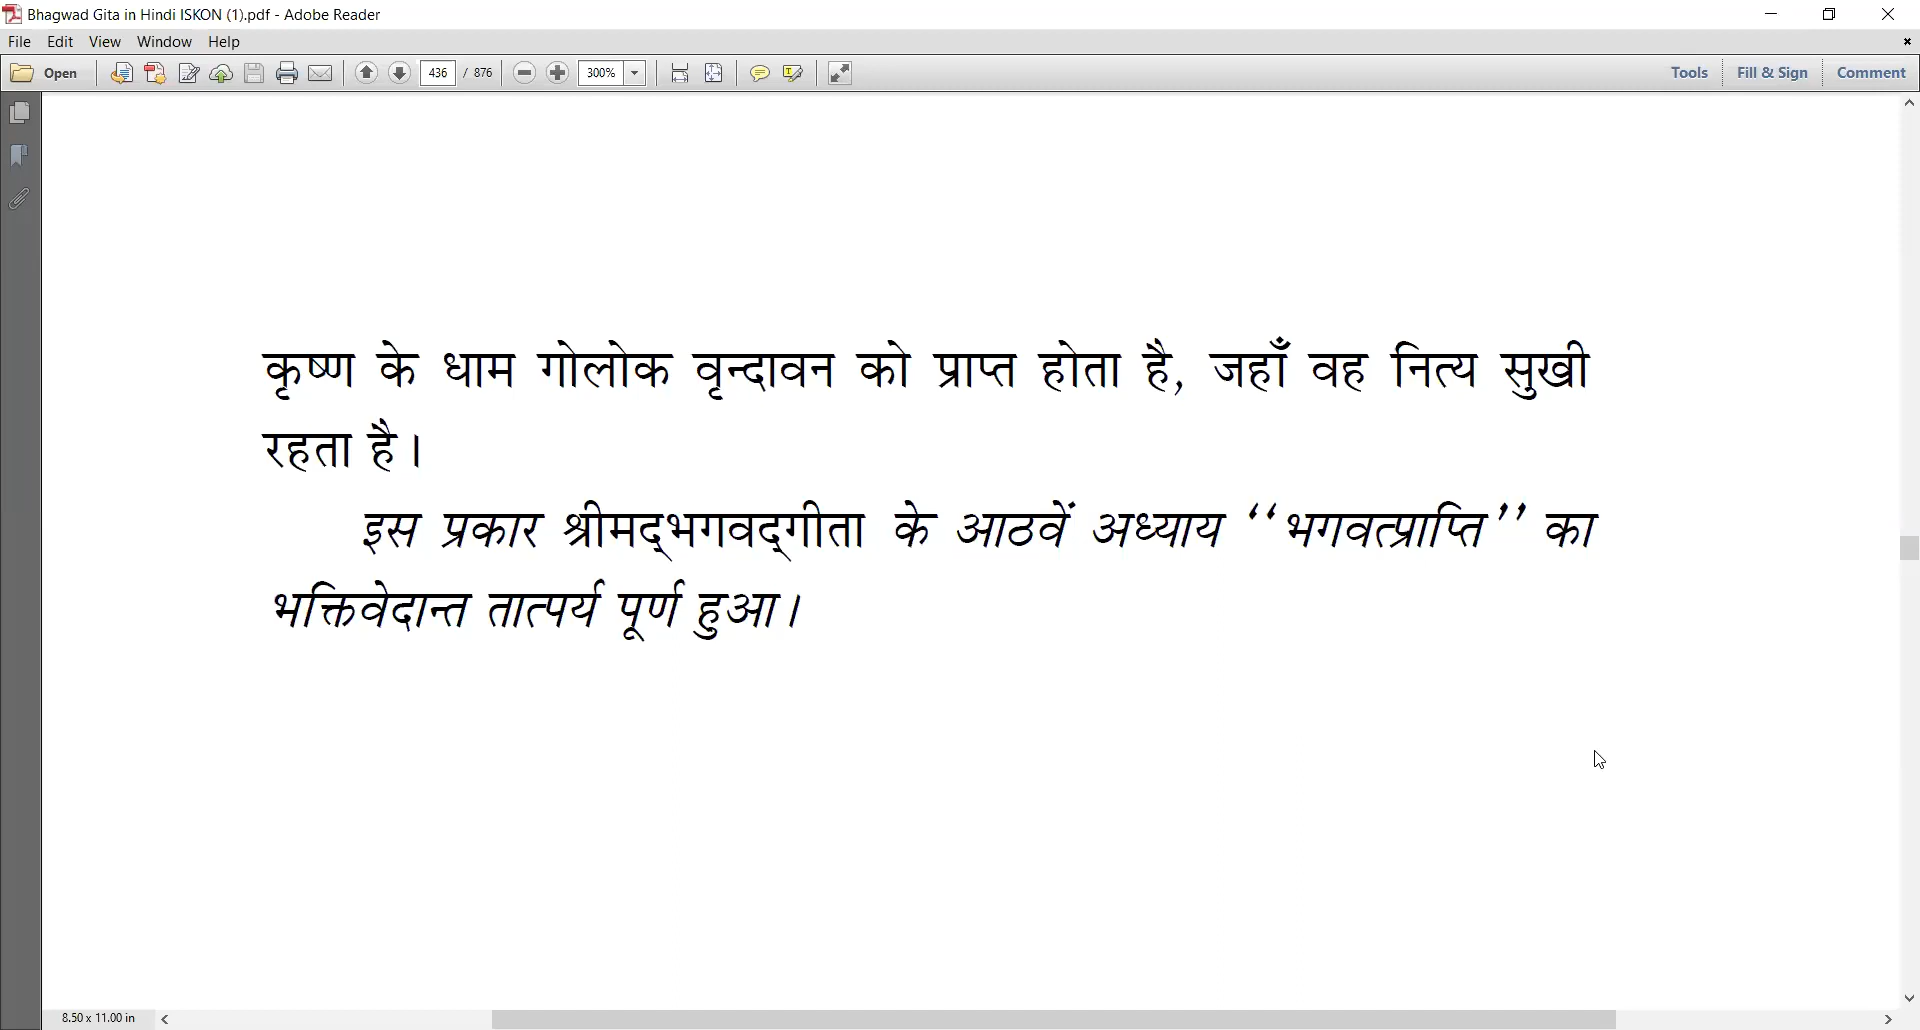 Bhagwad Gita in Hindi ISKON (1).pdf - Adobe Reader
File Edit View Window Help
Open 436 / 876 300% Tools Fill & Sign Comment
कृष्ण के धाम गोलोक वृन्दावन को प्राप्त होता है, जहाँ वह नित्य सुखी
रहता है।
इस प्रकार श्रीमद्भगवद्गीता के आठवें अध्याय ‘‘भगवत्प्राप्ति’’ का
भक्तिवेदान्त तात्पर्य पूर्ण हुआ।
8.50 x 11.00 in